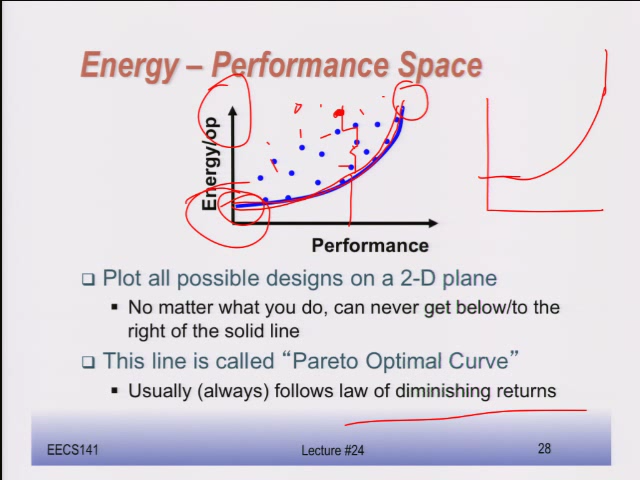 Energy – Performance Space
Energy/op
Performance
Plot all possible designs on a 2-D plane
No matter what you do, can never get below/to the
right of the solid line
This line is called “Pareto Optimal Curve”
Usually (always) follows law of diminishing returns
EECS141
Lecture #24
28